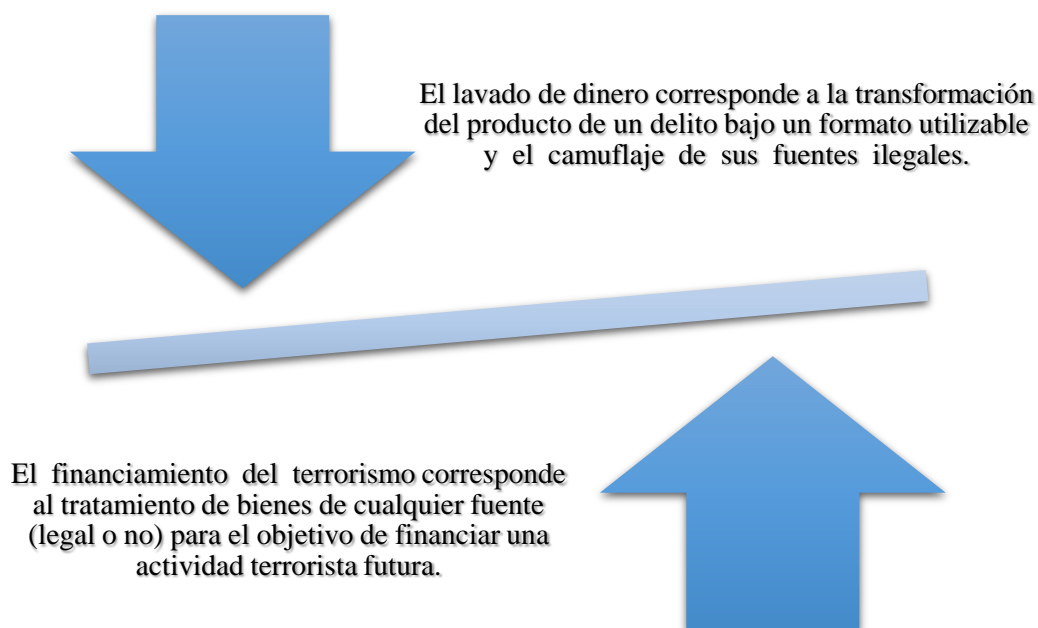 El lavado de dinero corresponde a la transformación
del producto de un delito bajo un formato utilizable
y el camuflaje de sus fuentes ilegales.
El financiamiento del terrorismo corresponde
al tratamiento de bienes de cualquier fuente
(legal o no) para el objetivo de financiar una
actividad terrorista futura.